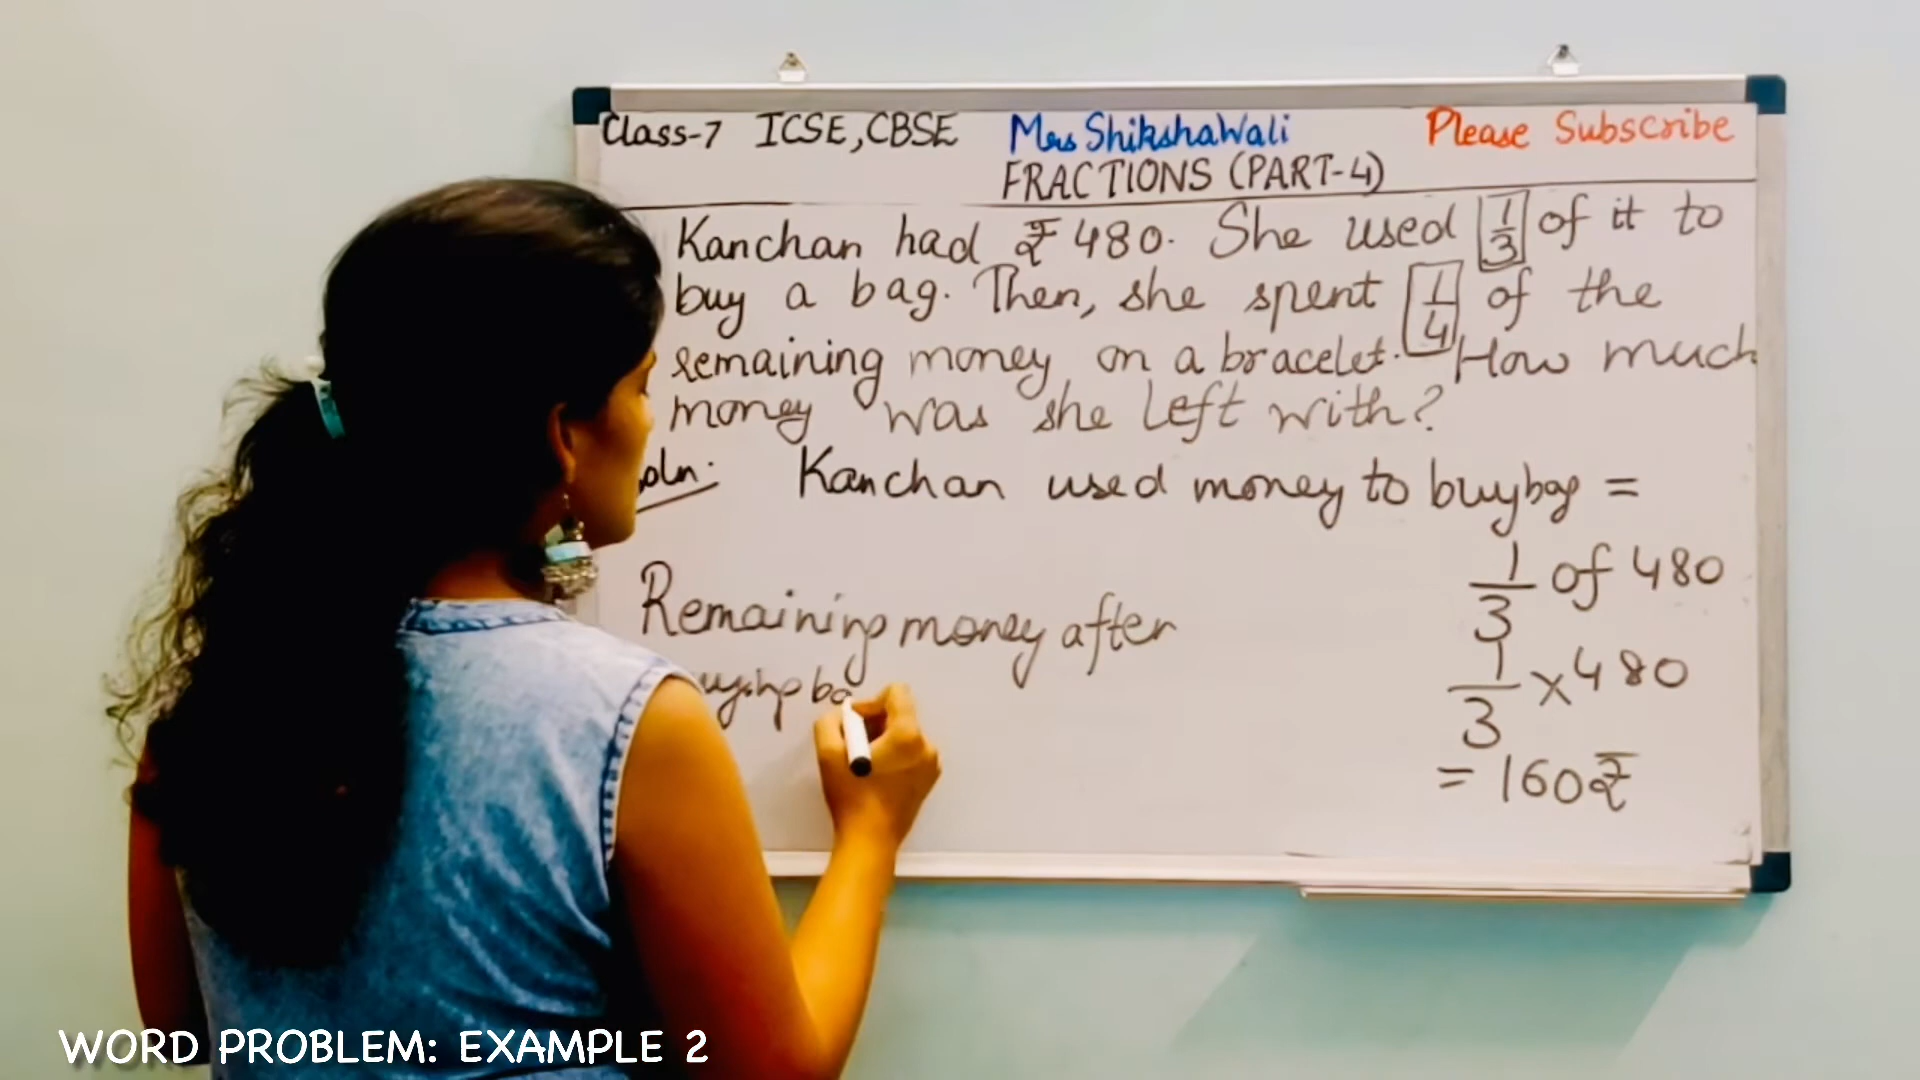 Class-7 ICSE, CBSE Mrs ShikshaWali Please Subscribe
FRACTIONS (PART-4)
Kanchan had ₹ 480. She used 1/3 of it to
buy a bag. Then, she spent 1/4 of the
remaining money on a bracelet. How much
money was she left with?
oln. Kanchan used money to buy bag =
1/3 of 480
Remaining money after
1/3 × 480
uying ba
= 160₹
WORD PROBLEM: EXAMPLE 2